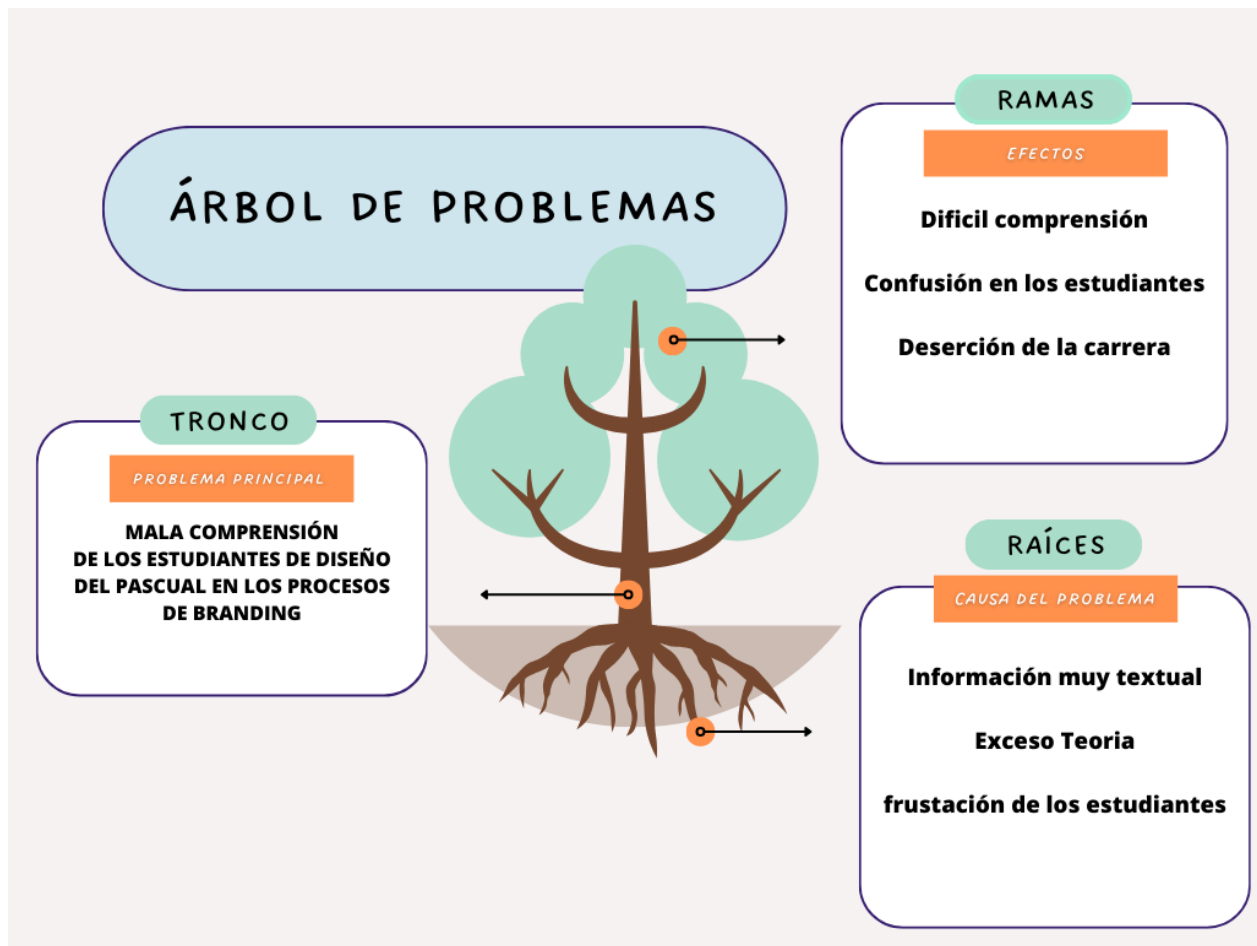 ÁRBOL DE PROBLEMAS
RAMAS
EFECTOS
Dificil comprensión
Confusión en los estudiantes
Deserción de la carrera
TRONCO
PROBLEMA PRINCIPAL
MALA COMPRENSIÓN
DE LOS ESTUDIANTES DE DISEÑO
DEL PASCUAL EN LOS PROCESOS
DE BRANDING
RAÍCES
CAUSA DEL PROBLEMA
Información muy textual
Exceso Teoria
frustación de los estudiantes